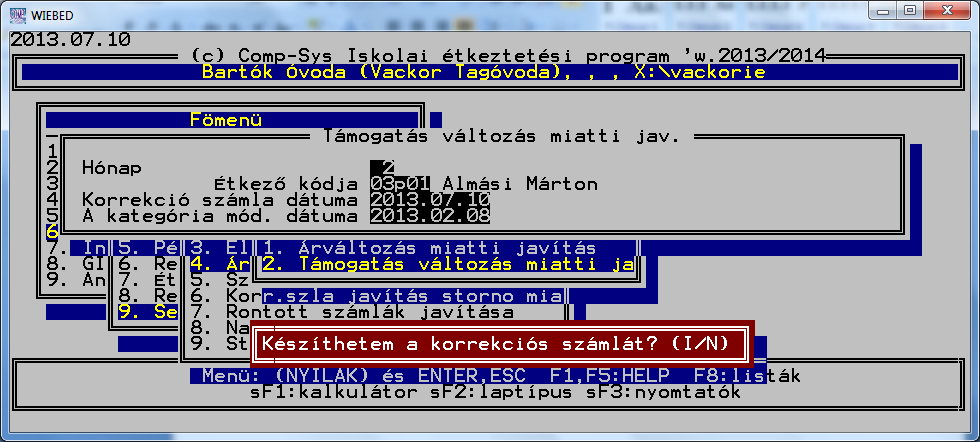 WIEBED
2013.07.10
(c) Comp-Sys Iskolai étkeztetési program 'w.2013/2014
Bartók Óvoda (Vackor Tagóvoda), , , X:\vackorie
Fömenü
Támogatás változás miatti jav.
1
2
3
4
5
6
Hónap 2
Étkező kódja 03p01 Almási Márton
Korrekció számla dátuma 2013.07.10
A kategória mód. dátuma 2013.02.08
7. In 5. Pé 3. El 1. Árváltozás miatti javítás
8. Gl 6. Re 4. Ár 2. Támogatás változás miatti ja
9. An 7. Ét 5. Sz
8. Re 6. Korr.szla javítás storno mia
9. Se 7. Rontott számlák javítása
8. Na
9. St
Készíthetem a korrekciós számlát? (I/N)
Menü: (NYILAK) és ENTER,ESC F1,F5:HELP F8:listák
sF1:kalkulátor sF2:laptípus sF3:nyomtatók